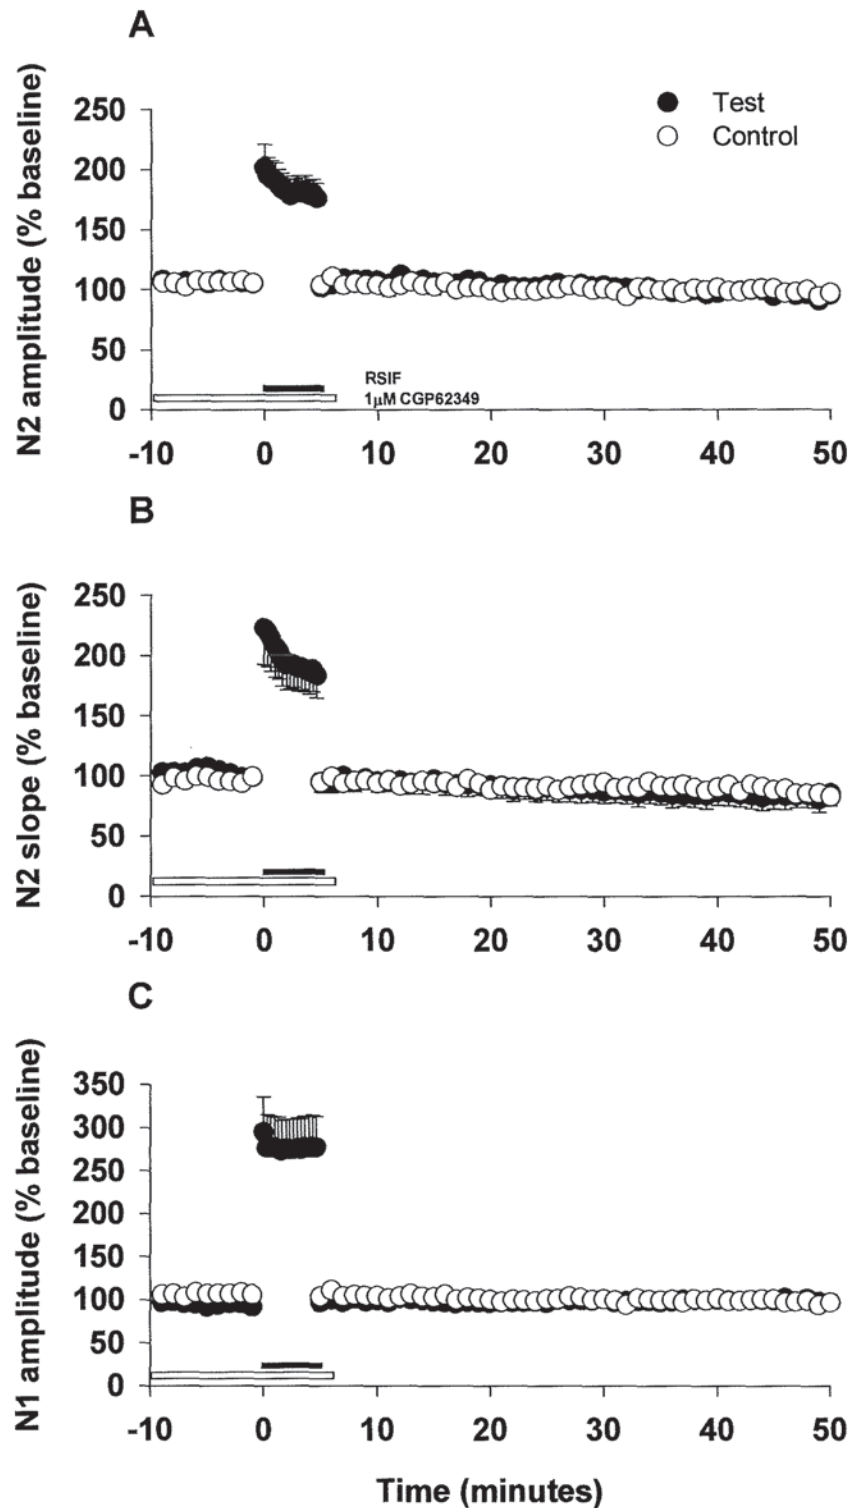 A
N2 amplitude (% baseline)
250
200
150
100
50
0
Test
Control
RSIF
1μM CGP62349
-10 0 10 20 30 40 50
B
N2 slope (% baseline)
250
200
150
100
50
0
-10 0 10 20 30 40 50
C
N1 amplitude (% baseline)
350
300
250
200
150
100
50
0
-10 0 10 20 30 40 50
Time (minutes)